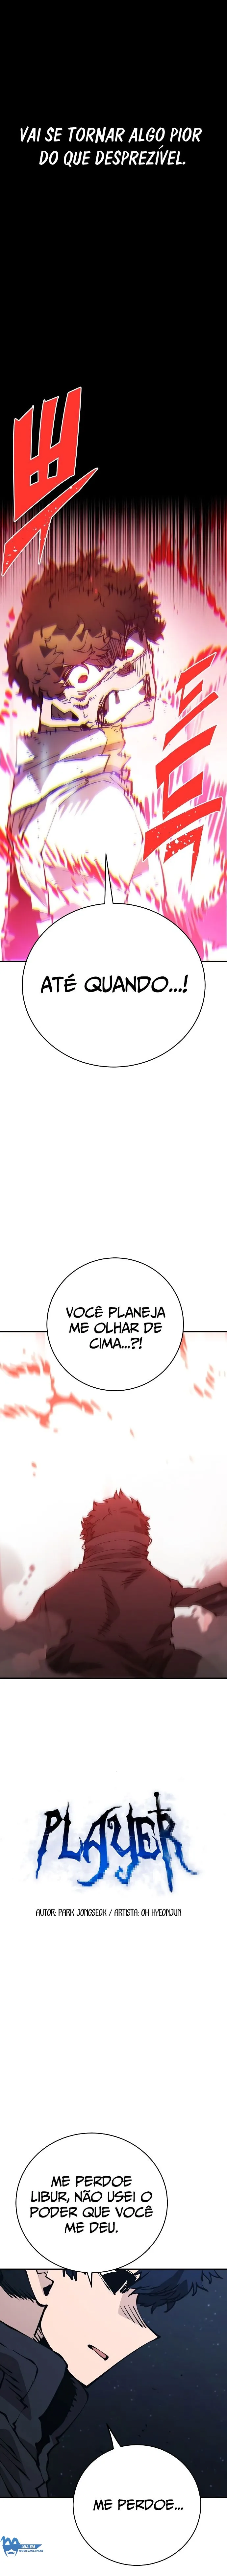 VAI SE TORNAR ALGO PIOR
DO QUE DESPREZÍVEL.
ATÉ QUANDO...!
VOCÊ PLANEJA
ME OLHAR DE
CIMA...?!
PLAYER
AUTOR: PARK JONGSEOK / ARTISTA: OH HYEONJUN
ME PERDOE
LIBUR, NÃO USEI O
PODER QUE VOCÊ
ME DEU.
ME PERDOE...